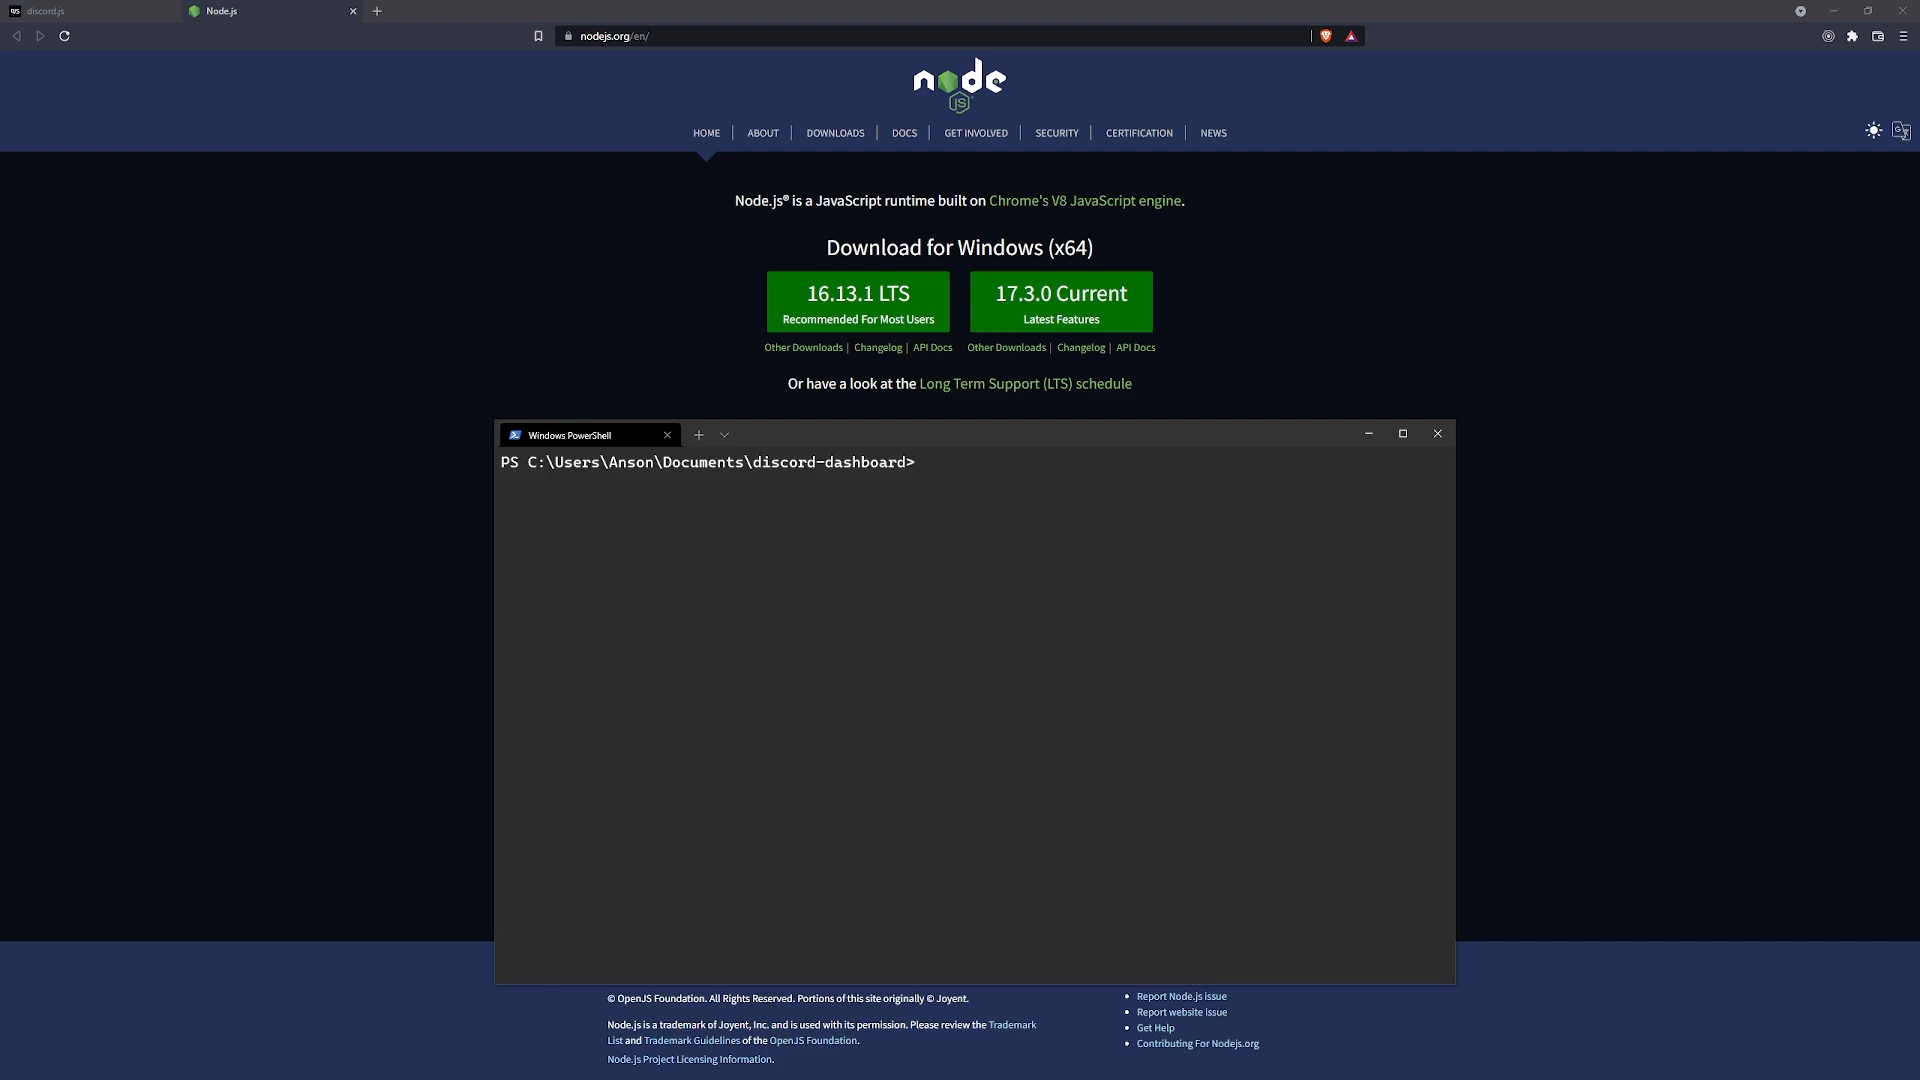 discord.js
Node.js
nodejs.org/en/
node
JS
HOME
ABOUT
DOWNLOADS
DOCS
GET INVOLVED
SECURITY
CERTIFICATION
NEWS
Node.js® is a JavaScript runtime built on Chrome's V8 JavaScript engine.
Download for Windows (x64)
16.13.1 LTS
Recommended For Most Users
17.3.0 Current
Latest Features
Other Downloads | Changelog | API Docs
Other Downloads | Changelog | API Docs
Or have a look at the Long Term Support (LTS) schedule
Windows PowerShell
PS C:\Users\Anson\Documents\discord-dashboard>
© OpenJS Foundation. All Rights Reserved. Portions of this site originally © Joyent.
Node.js is a trademark of Joyent, Inc. and is used with its permission. Please review the Trademark
List and Trademark Guidelines of the OpenJS Foundation.
Node.js Project Licensing Information.
Report Node.js issue
Report website issue
Get Help
Contributing For Nodejs.org